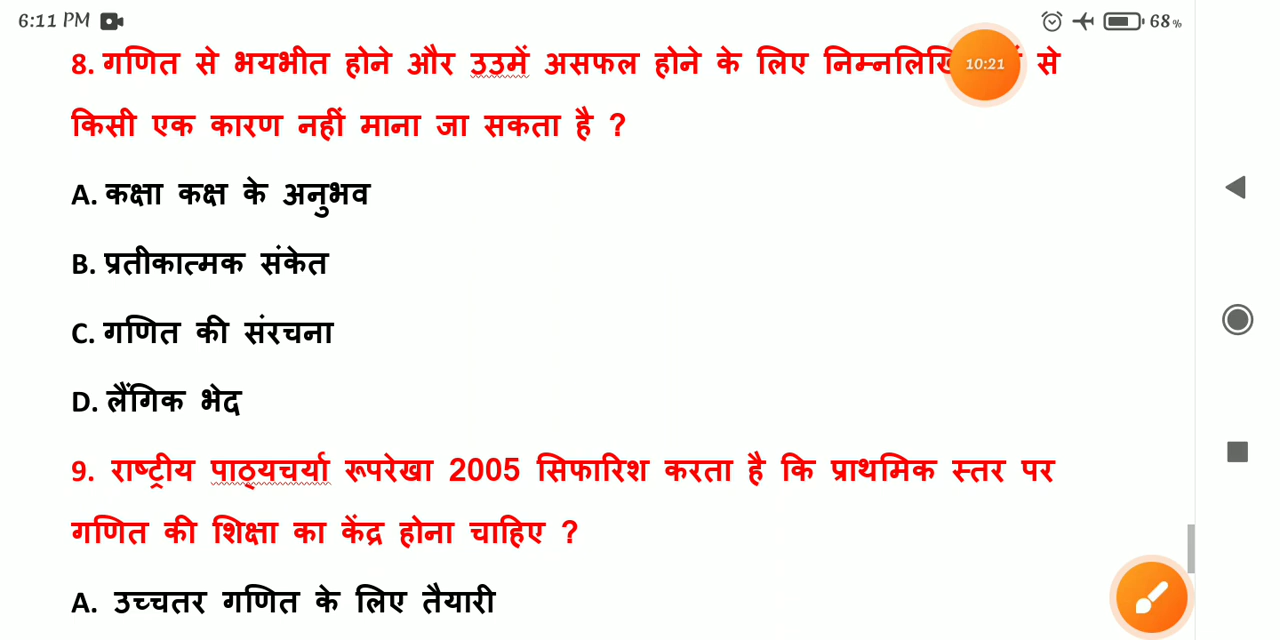 6:11 PM
68%
8. गणित से भयभीत होने और उउमें असफल होने के लिए से
10:21
किसी एक कारण नहीं माना जा सकता है ?
A. कक्षा कक्ष के अनुभव
B. प्रतीकात्मक संकेत
C. गणित की संरचना
D. लैंगिक भेद
9. राष्ट्रीय पाठ्यचर्या रूपरेखा 2005 सिफारिश करता है कि प्राथमिक स्तर पर
गणित की शिक्षा का केंद्र होना चाहिए ?
A. उच्चतर गणित के लिए तैयारी